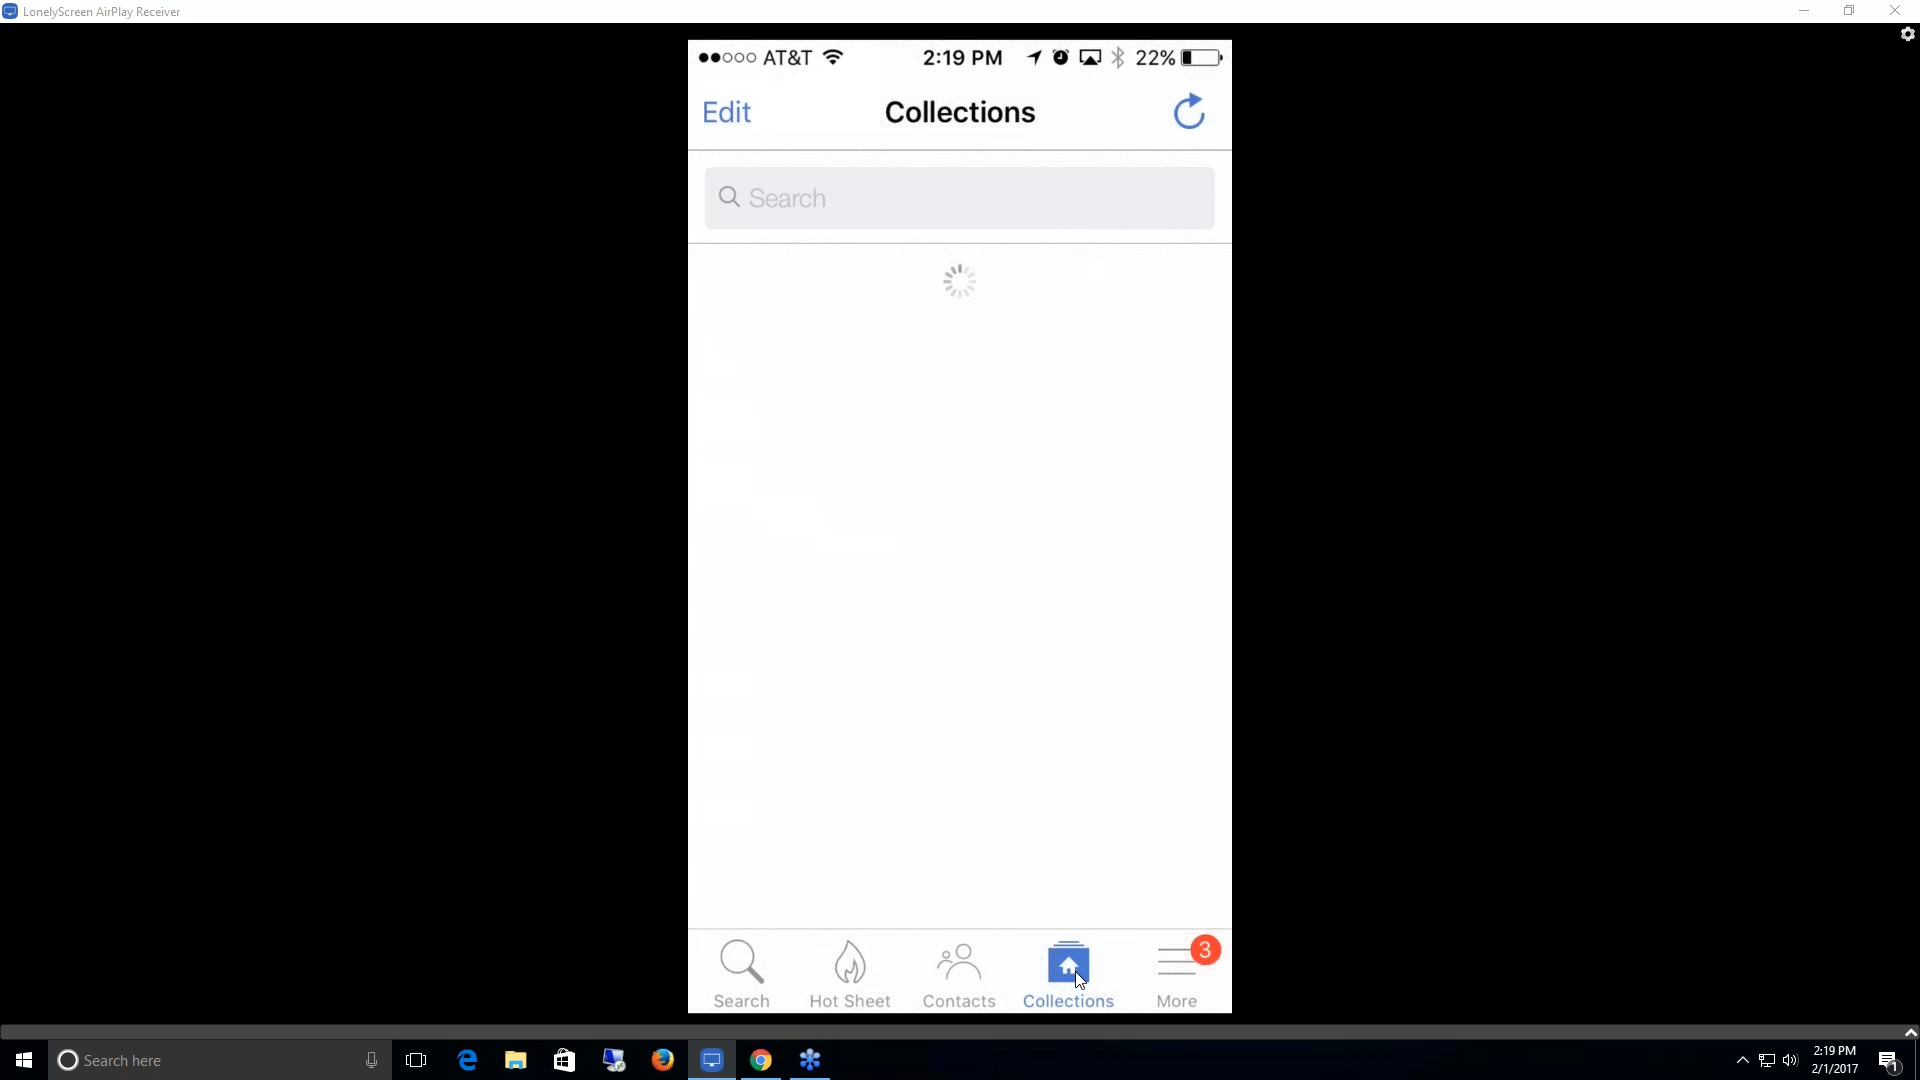 LonelyScreen AirPlay Receiver
AT&T 2:19 PM 22%
Edit Collections
Search
3
Search Hot Sheet Contacts Collections More
Search here
2:19 PM
2/1/2017
1